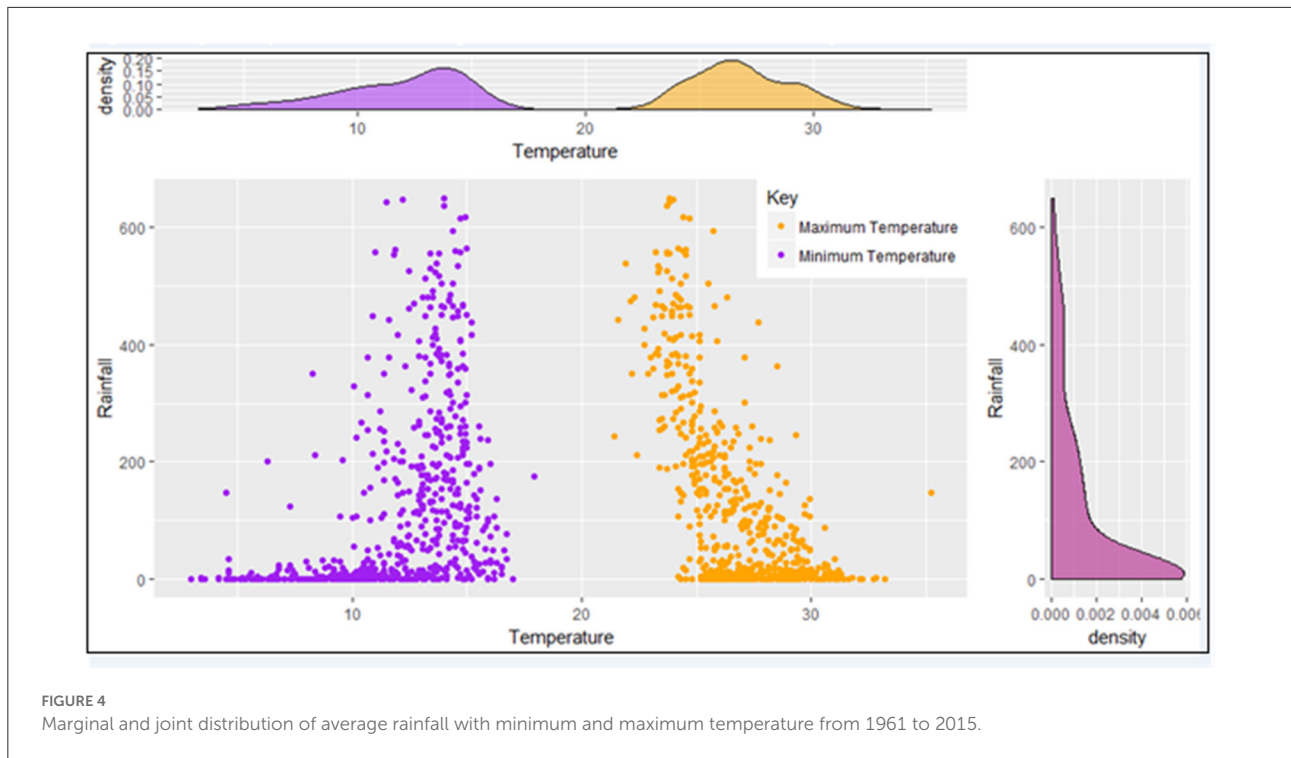 density
0.20
0.15
0.10
0.05
0.00
10 20 30
Temperature
Rainfall
600
400
200
0
10 20 30
Temperature
Key
Maximum Temperature
Minimum Temperature
Rainfall
600
400
200
0
0.000 0.002 0.004
density
FIGURE 4
Marginal and joint distribution of average rainfall with minimum and maximum temperature from 1961 to 2015.